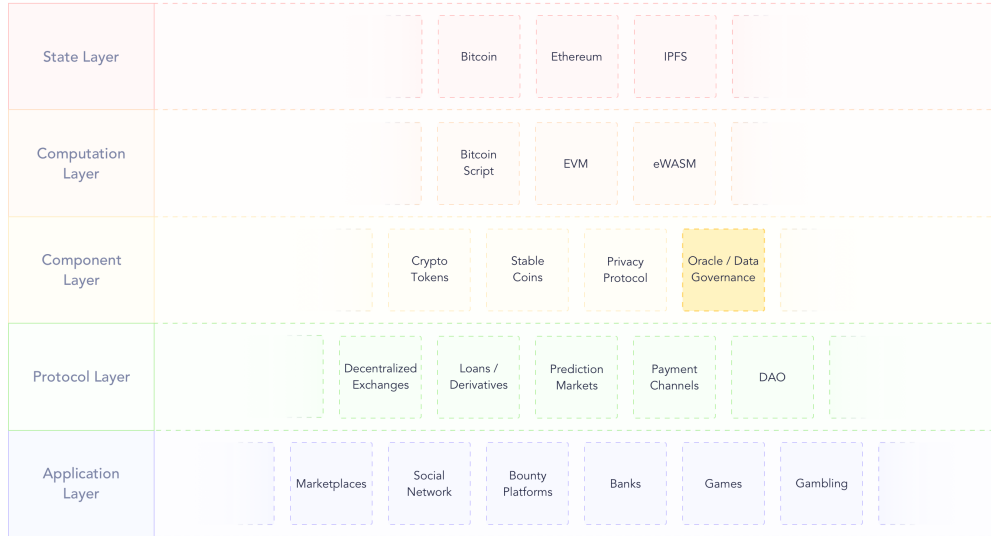 State Layer
Bitcoin
Ethereum
IPFS
Computation
Layer
Bitcoin
Script
EVM
eWASM
Component
Layer
Crypto
Tokens
Stable
Coins
Privacy
Protocol
Oracle / Data
Governance
Protocol Layer
Decentralized
Exchanges
Loans /
Derivatives
Prediction
Markets
Payment
Channels
DAO
Application
Layer
Marketplaces
Social
Network
Bounty
Platforms
Banks
Games
Gambling